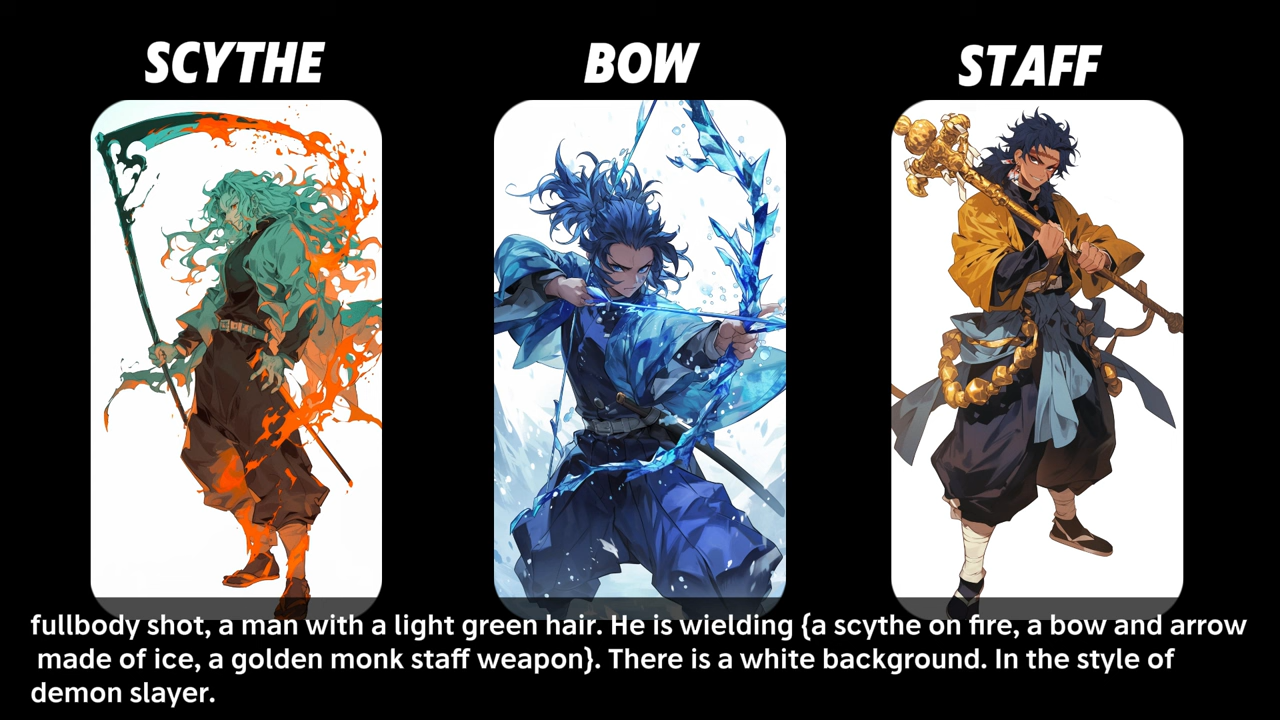 SCYTHE BOW STAFF
fullbody shot, a man with a light green hair. He is wielding {a scythe on fire, a bow and arrow
made of ice, a golden monk staff weapon}. There is a white background. In the style of
demon slayer.